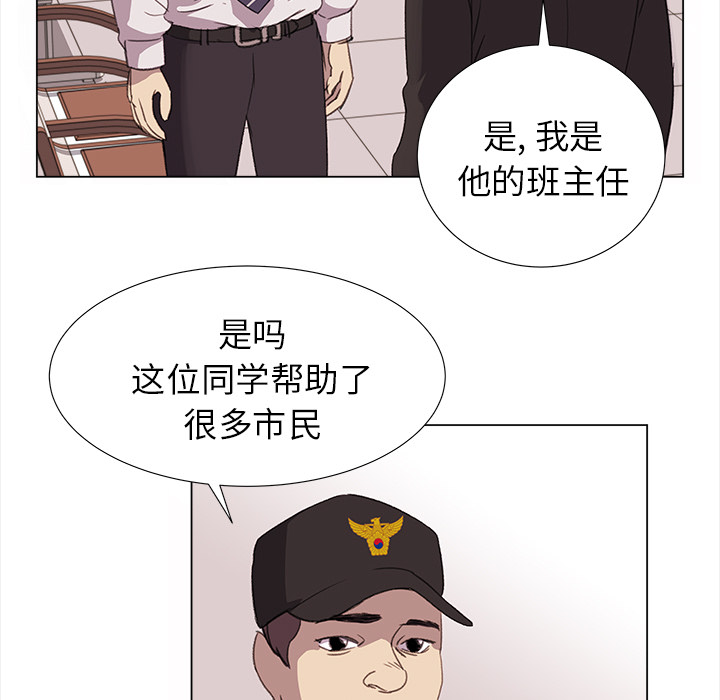 是, 我是
他的班主任
是吗
这位同学帮助了
很多市民